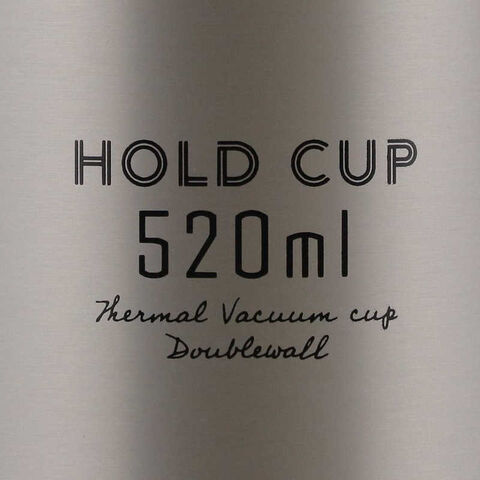 HOLD CUP
520ml
Thermal Vacuum cup
Doublewall